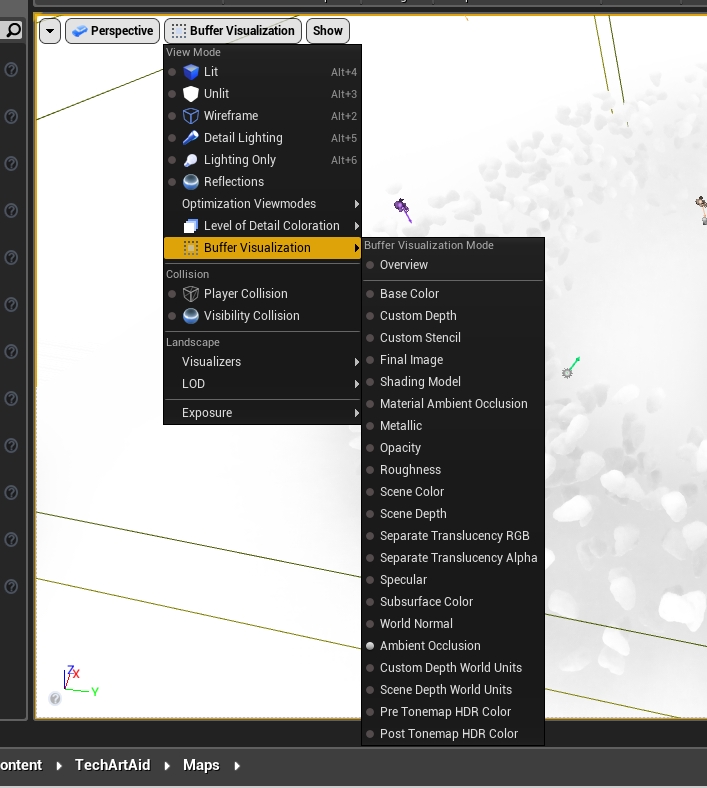 Perspective
Buffer Visualization
Show
View Mode
Lit Alt+4
Unlit Alt+3
Wireframe Alt+2
Detail Lighting Alt+5
Lighting Only Alt+6
Reflections
Optimization Viewmodes
Level of Detail Coloration
Buffer Visualization
Collision
Player Collision
Visibility Collision
Landscape
Visualizers
LOD
Exposure
Buffer Visualization Mode
Overview
Base Color
Custom Depth
Custom Stencil
Final Image
Shading Model
Material Ambient Occlusion
Metallic
Opacity
Roughness
Scene Color
Scene Depth
Separate Translucency RGB
Separate Translucency Alpha
Specular
Subsurface Color
World Normal
Ambient Occlusion
Custom Depth World Units
Scene Depth World Units
Pre Tonemap HDR Color
Post Tonemap HDR Color
Z X Y
ontent TechArtAid Maps